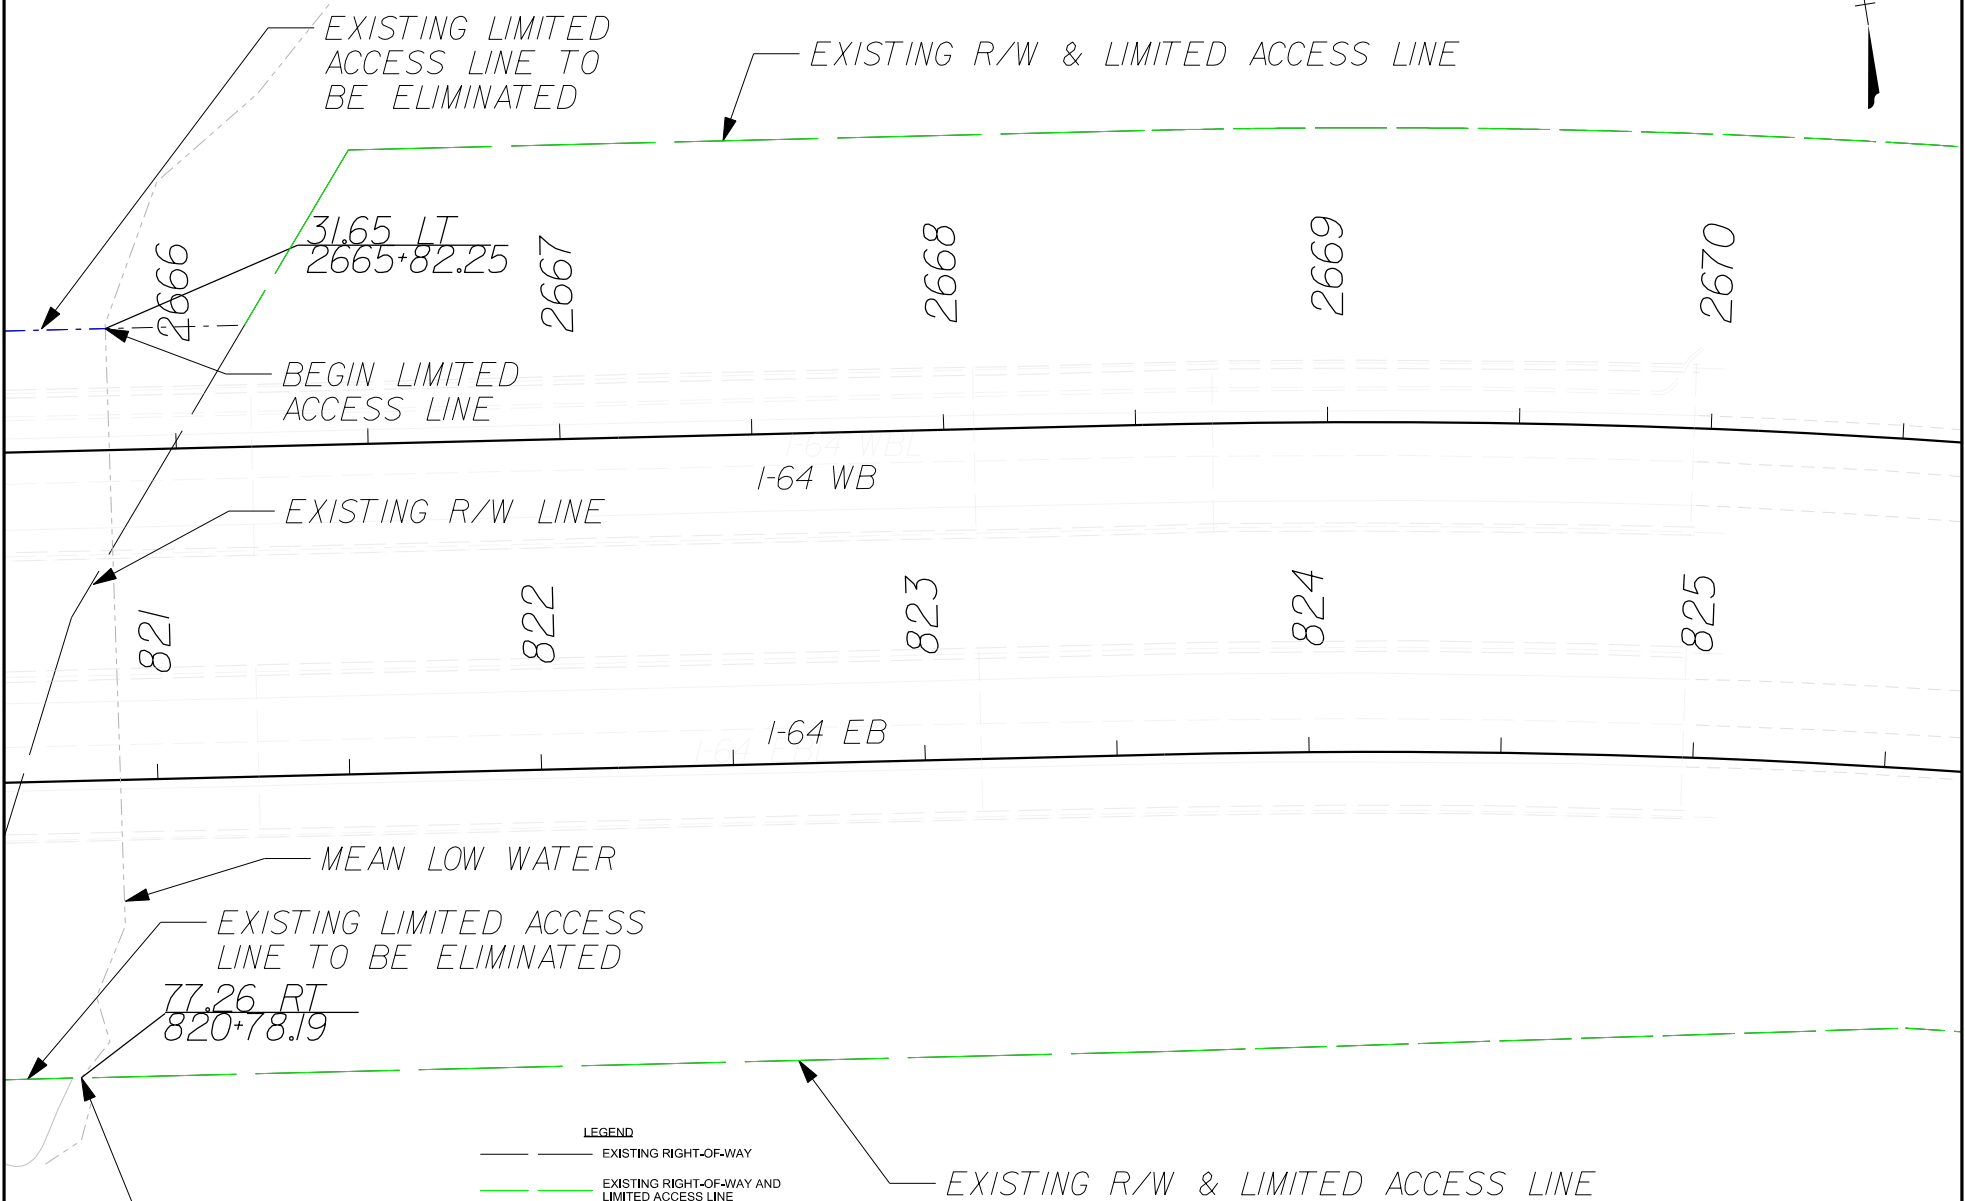 EXISTING LIMITED
ACCESS LINE TO
BE ELIMINATED
EXISTING R/W & LIMITED ACCESS LINE
31.65 LT
2665+82.25
2666
2667
2668
2669
2670
BEGIN LIMITED
ACCESS LINE
I-64 WBL
I-64 WB
EXISTING R/W LINE
821
822
823
824
825
I-64 EB
MEAN LOW WATER
EXISTING LIMITED ACCESS
LINE TO BE ELIMINATED
77.26 RT
820+78.19
LEGEND
EXISTING RIGHT-OF-WAY
EXISTING RIGHT-OF-WAY AND
LIMITED ACCESS LINE
EXISTING R/W & LIMITED ACCESS LINE